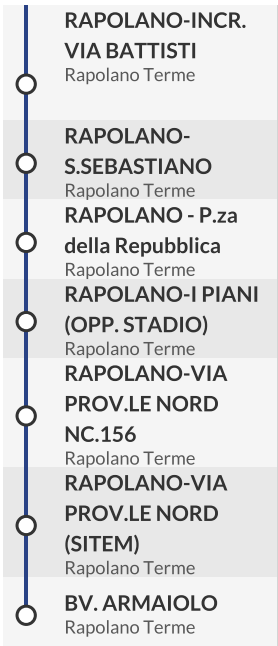 RAPOLANO-INCR.
VIA BATTISTI
Rapolano Terme
RAPOLANO-
S.SEBASTIANO
Rapolano Terme
RAPOLANO - P.za
della Repubblica
Rapolano Terme
RAPOLANO-I PIANI
(OPP. STADIO)
Rapolano Terme
RAPOLANO-VIA
PROV.LE NORD
NC.156
Rapolano Terme
RAPOLANO-VIA
PROV.LE NORD
(SITEM)
Rapolano Terme
BV. ARMAIOLO
Rapolano Terme